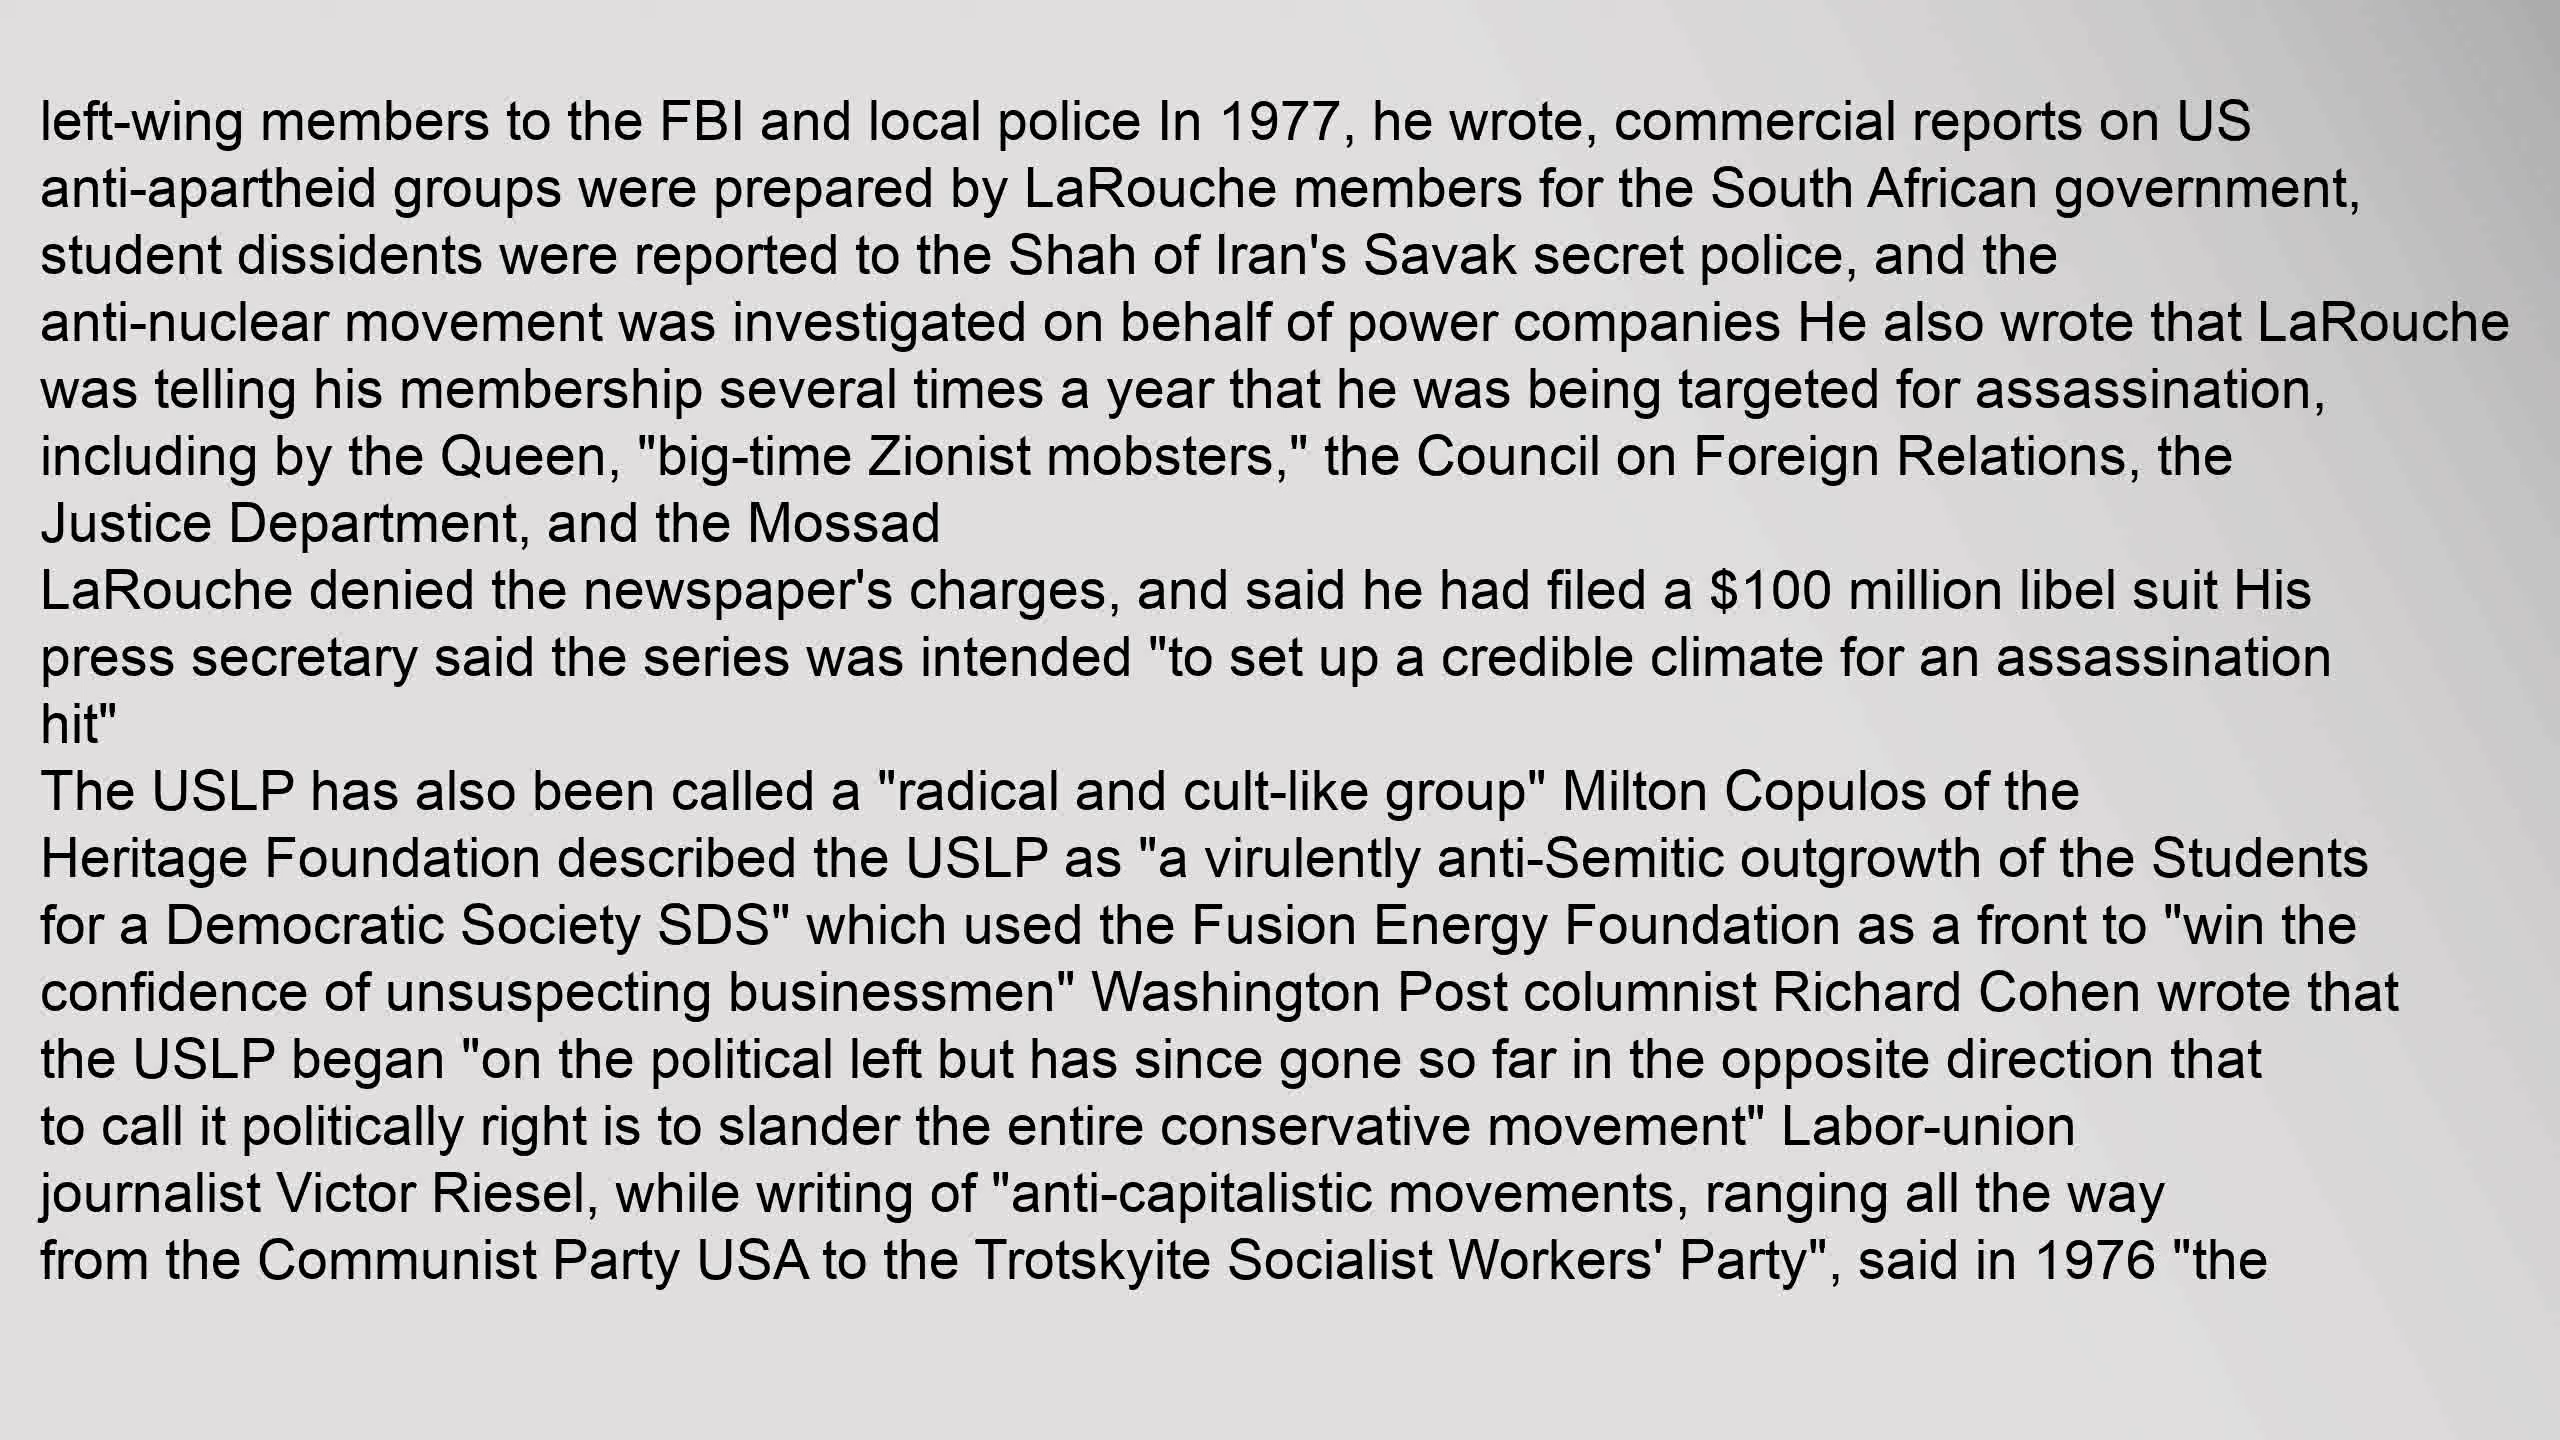 left-wing members to the FBI and local police In 1977, he wrote, commercial reports on US
anti-apartheid groups were prepared by LaRouche members for the South African government,
student dissidents were reported to the Shah of Iran's Savak secret police, and the
anti-nuclear movement was investigated on behalf of power companies He also wrote that LaRouche
was telling his membership several times a year that he was being targeted for assassination,
including by the Queen, "big-time Zionist mobsters," the Council on Foreign Relations, the
Justice Department, and the Mossad
LaRouche denied the newspaper's charges, and said he had filed a $100 million libel suit His
press secretary said the series was intended "to set up a credible climate for an assassination
hit"
The USLP has also been called a "radical and cult-like group" Milton Copulos of the
Heritage Foundation described the USLP as "a virulently anti-Semitic outgrowth of the Students
for a Democratic Society SDS" which used the Fusion Energy Foundation as a front to "win the
confidence of unsuspecting businessmen" Washington Post columnist Richard Cohen wrote that
the USLP began "on the political left but has since gone so far in the opposite direction that
to call it politically right is to slander the entire conservative movement" Labor-union
journalist Victor Riesel, while writing of "anti-capitalistic movements, ranging all the way
from the Communist Party USA to the Trotskyite Socialist Workers' Party", said in 1976 "the